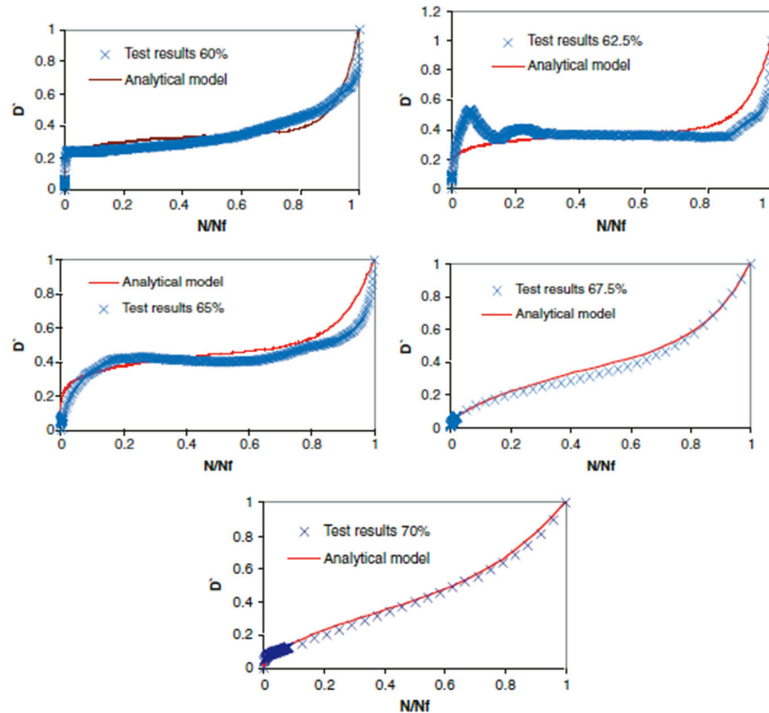 1
0.8
0.6
0.4
0.2
0
D`
× Test results 60%
Analytical model
0 0.2 0.4 0.6 0.8 1
N/Nf
1.2
1
0.8
0.6
0.4
0.2
0
D`
× Test results 62.5%
Analytical model
0 0.2 0.4 0.6 0.8 1
N/Nf
1
0.8
0.6
0.4
0.2
0
D`
Analytical model
× Test results 65%
0 0.2 0.4 0.6 0.8 1
N/Nf
1
0.8
0.6
0.4
0.2
0
D`
× Test results 67.5%
Analytical model
0 0.2 0.4 0.6 0.8 1
N/Nf
1
0.8
0.6
0.4
0.2
0
D`
× Test results 70%
Analytical model
0 0.2 0.4 0.6 0.8 1
N/Nf